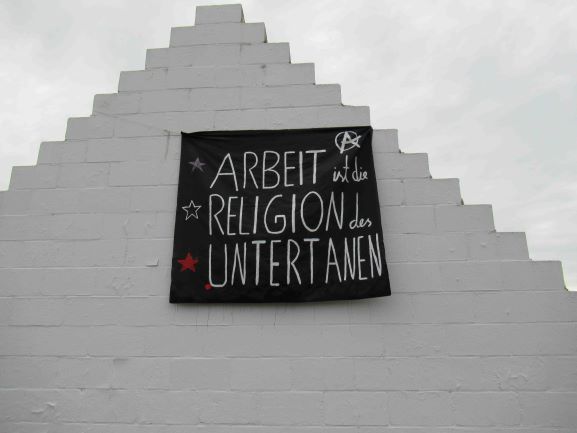 ARBEIT ist die
RELIGION des
UNTERTANEN